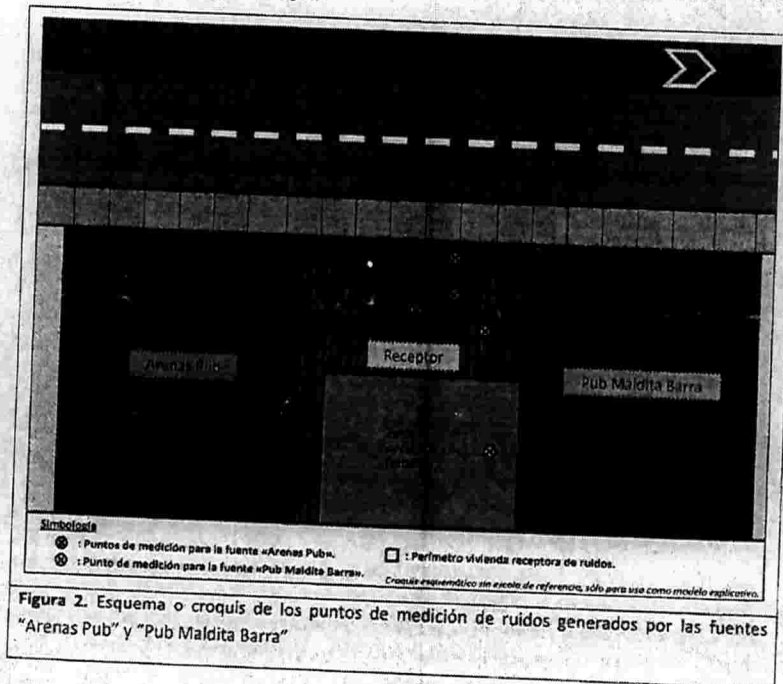 Receptor
Arenas Pub
Pub Maldita Barra
Simbología
: Puntos de medición para la fuente «Arenas Pub».
: Punto de medición para la fuente «Pub Maldita Barra».
: Perímetro vivienda receptora de ruidos.
Croquis esquemático sin escala de referencia, sólo para uso como modelo explicativo.
Figura 2. Esquema o croquis de los puntos de medición de ruidos generados por las fuentes
"Arenas Pub" y "Pub Maldita Barra"